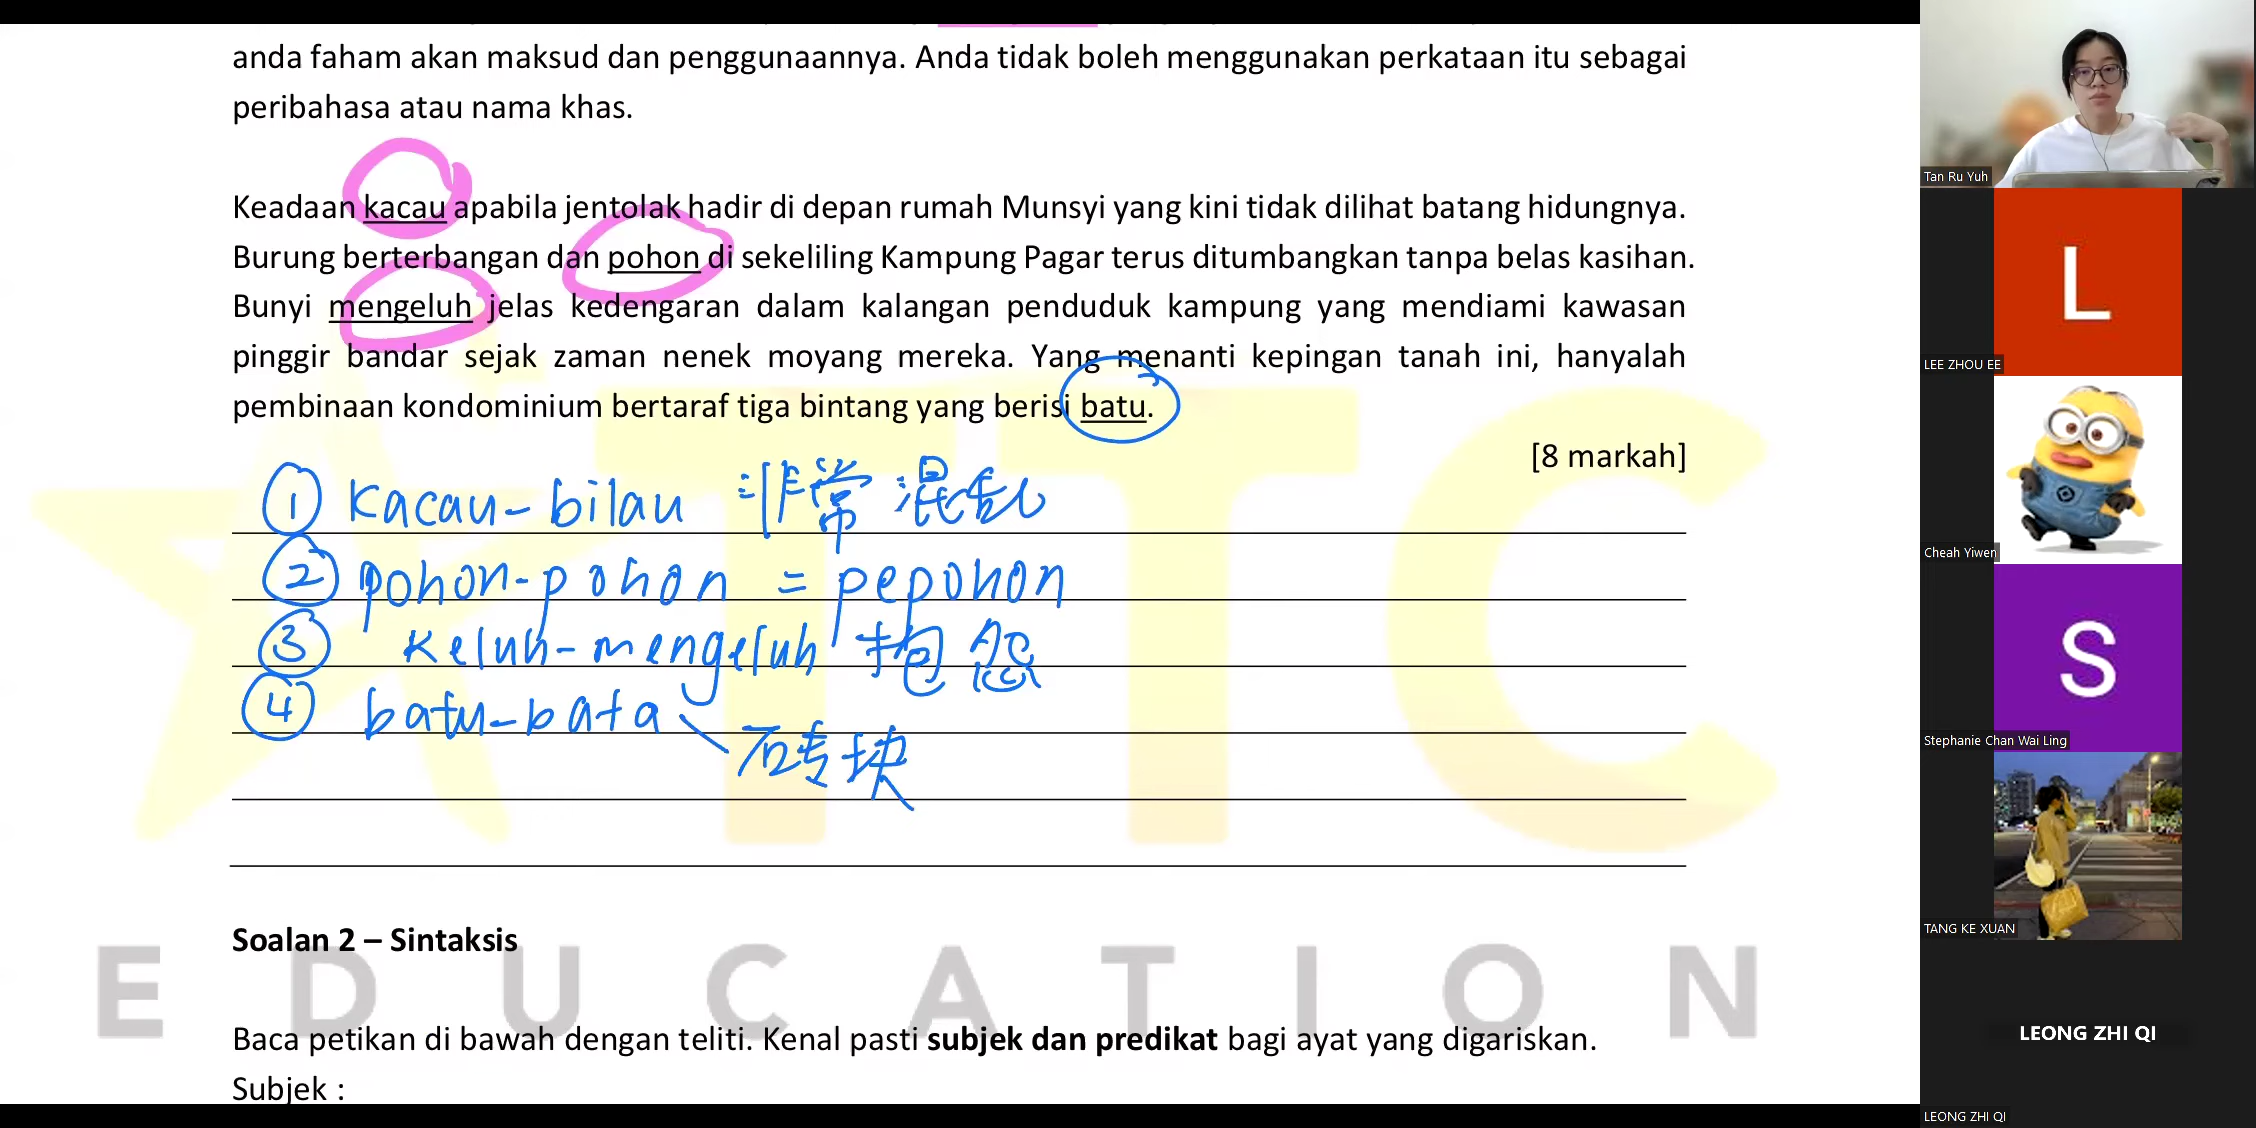 anda faham akan maksud dan penggunaannya. Anda tidak boleh menggunakan perkataan itu sebagai
peribahasa atau nama khas.
Keadaan kacau apabila jentolak hadir di depan rumah Munsyi yang kini tidak dilihat batang hidungnya.
Burung berterbangan dan pohon di sekeliling Kampung Pagar terus ditumbangkan tanpa belas kasihan.
Bunyi mengeluh jelas kedengaran dalam kalangan penduduk kampung yang mendiami kawasan
pinggir bandar sejak zaman nenek moyang mereka. Yang menanti kepingan tanah ini, hanyalah
pembinaan kondominium bertaraf tiga bintang yang berisi batu.
[8 markah]
① Kacau-bilau 非常混乱
② pohon-pohon = pepohon
③ Keluh-mengeluh 抱怨
④ batu-bata
砖块
Soalan 2 – Sintaksis
Baca petikan di bawah dengan teliti. Kenal pasti subjek dan predikat bagi ayat yang digariskan.
Subjek :
TTC
EDUCATION
Tan Ru Yuh
L
LEE ZHOU EE
Cheah Yiwen
S
Stephanie Chan Wai Ling
TANG KE XUAN
LEONG ZHI QI
LEONG ZHI QI